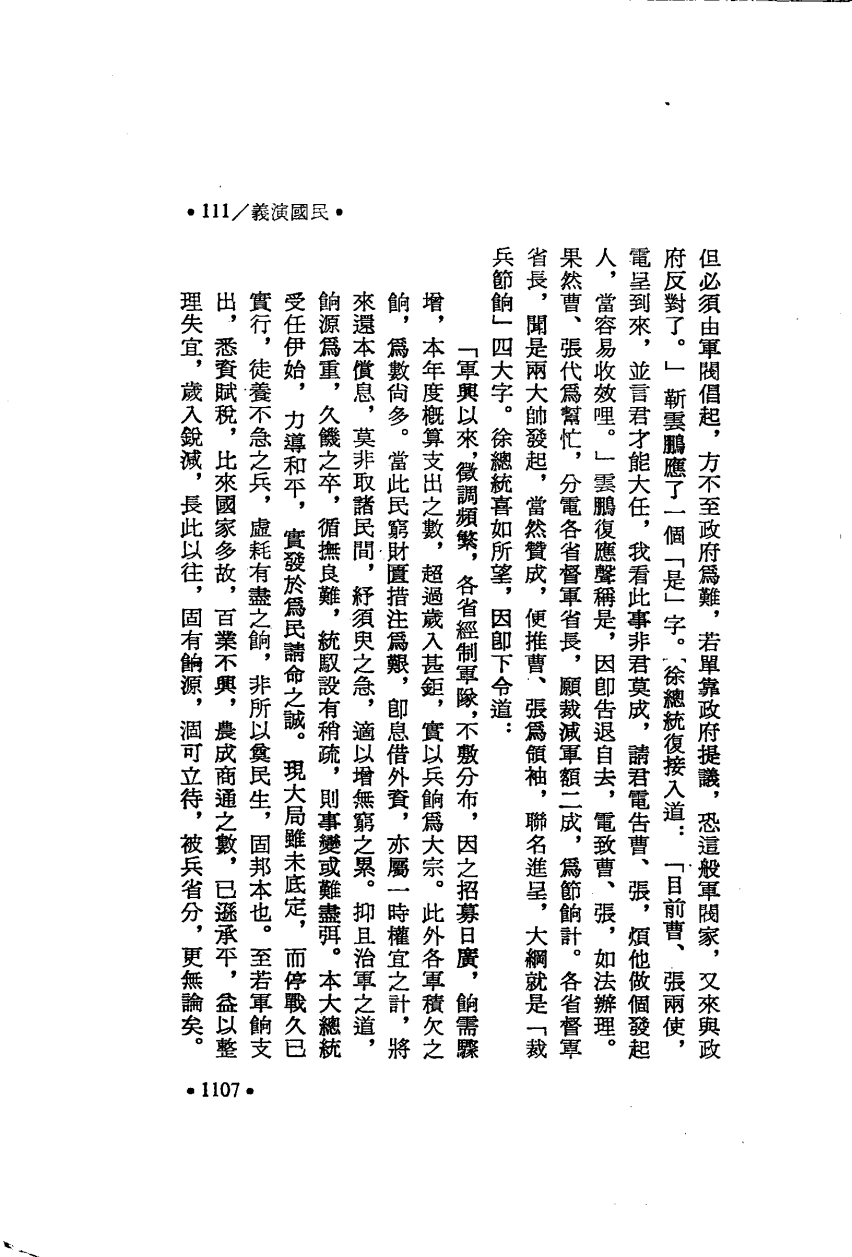 •111／義演國民•
但必須由軍閥倡起，方不至政府爲難，若單靠政府提議，恐這般軍閥家，又來與政
府反對了。」靳雲鵬應了一個「是」字。徐總統復接入道：「目前曹、張兩使，
電呈到來，並言君才能大任，我看此事非君莫成，請君電告曹、張，煩他做個發起
人，當容易收效哩。」雲鵬復應聲稱是，因卽告退自去，電致曹、張，如法辦理。
果然曹、張代爲幫忙，分電各省督軍省長，願裁減軍額二成，爲節餉計。各省督軍
省長，聞是兩大帥發起，當然贊成，便推曹、張爲領袖，聯名進呈，大綱就是「裁
兵節餉」四大字。徐總統喜如所望，因卽下令道：
「軍興以來，徵調頻繁，各省經制軍隊，不敷分布，因之招募日廣，餉需驟
增，本年度概算支出之數，超過歲入甚鉅，實以兵餉爲大宗。此外各軍積欠之
餉，爲數尙多。當此民窮財匱措注爲艱，卽息借外資，亦屬一時權宜之計，將
來還本償息，莫非取諸民間，紓須臾之急，適以增無窮之累。抑且治軍之道，
餉源爲重，久饑之卒，循撫良難，統馭設有稍疏，則事變或難盡弭。本大總統
受任伊始，力導和平，實發於爲民請命之誠。現大局雖未底定，而停戰久已
實行，徒養不急之兵，虛耗有盡之餉，非所以奠民生，固邦本也。至若軍餉支
出，悉資賦稅，比來國家多故，百業不興，農成商通之數，已遜承平，益以整
理失宜，歲入銳減，長此以往，固有餉源，涸可立待，被兵省分，更無論矣。
•1107•